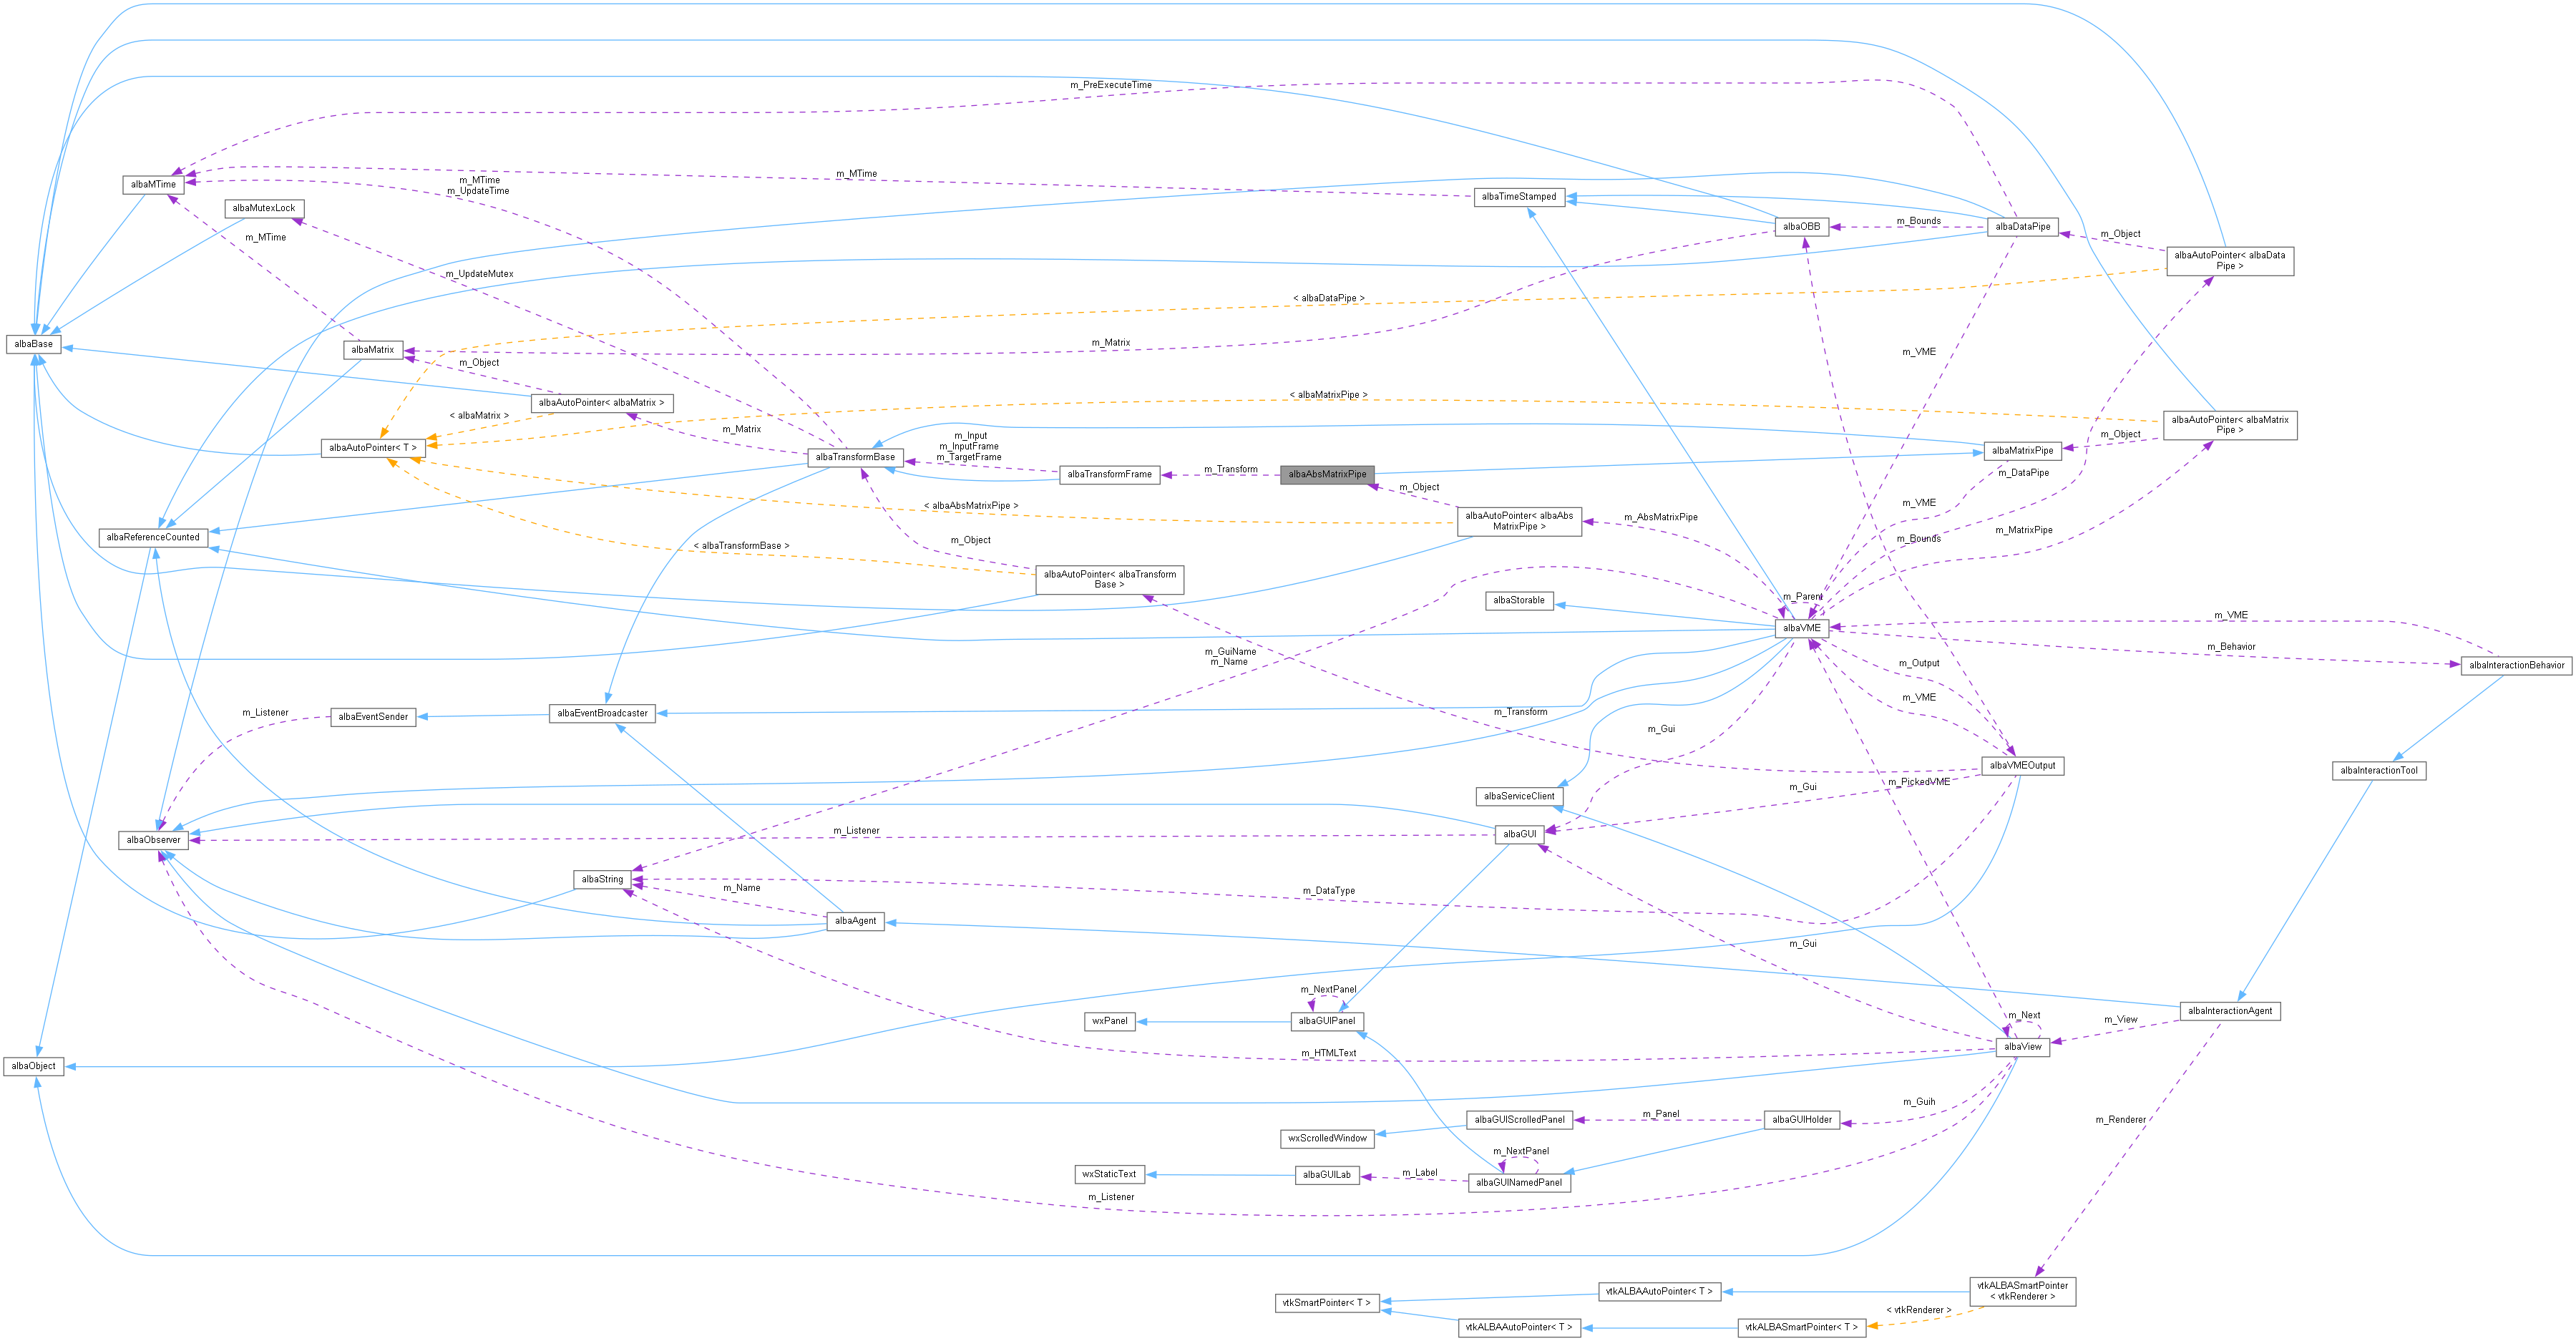 m_PreExecuteTime
albaMTime
m_MTime
m_UpdateTime
m_MTime
albaTimeStamped
albaMutexLock
m_MTime
albaOBB
m_Bounds
albaDataPipe
m_Object
albaAutoPointer< albaData
Pipe >
m_UpdateMutex
< albaDataPipe >
albaBase
albaMatrix
m_Matrix
m_VME
m_Object
albaAutoPointer< albaMatrix >
< albaMatrixPipe >
< albaMatrix >
albaAutoPointer< T >
m_Matrix
albaTransformBase
m_Input
m_InputFrame
m_TargetFrame
albaTransformFrame
m_Transform
albaAbsMatrixPipe
albaMatrixPipe
m_Object
albaAutoPointer< albaMatrix
Pipe >
m_DataPipe
m_Object
m_VME
< albaAbsMatrixPipe >
albaAutoPointer< albaAbs
MatrixPipe >
m_AbsMatrixPipe
m_MatrixPipe
albaReferenceCounted
m_Object
< albaTransformBase >
m_Bounds
albaAutoPointer< albaTransform
Base >
albaStorable
m_Parent
albaVME
m_VME
m_GuiName
m_Name
m_Behavior
albaInteractionBehavior
m_Output
m_VME
m_Listener
albaEventSender
albaEventBroadcaster
m_Transform
m_Gui
albaVMEOutput
albaInteractionTool
m_PickedVME
m_Gui
albaServiceClient
albaObserver
m_Listener
albaGUI
albaString
m_Name
m_DataType
albaAgent
m_Gui
m_NextPanel
wxPanel
albaGUIPanel
albaInteractionAgent
m_View
m_Next
albaView
m_HTMLText
albaObject
m_Guih
albaGUIScrolledPanel
m_Panel
albaGUIHolder
m_Renderer
wxScrolledWindow
m_NextPanel
wxStaticText
albaGUILab
m_Label
albaGUINamedPanel
m_Listener
vtkALBASmartPointer
< vtkRenderer >
vtkALBAAutoPointer< T >
vtkSmartPointer< T >
< vtkRenderer >
vtkALBAAutoPointer< T >
vtkALBASmartPointer< T >